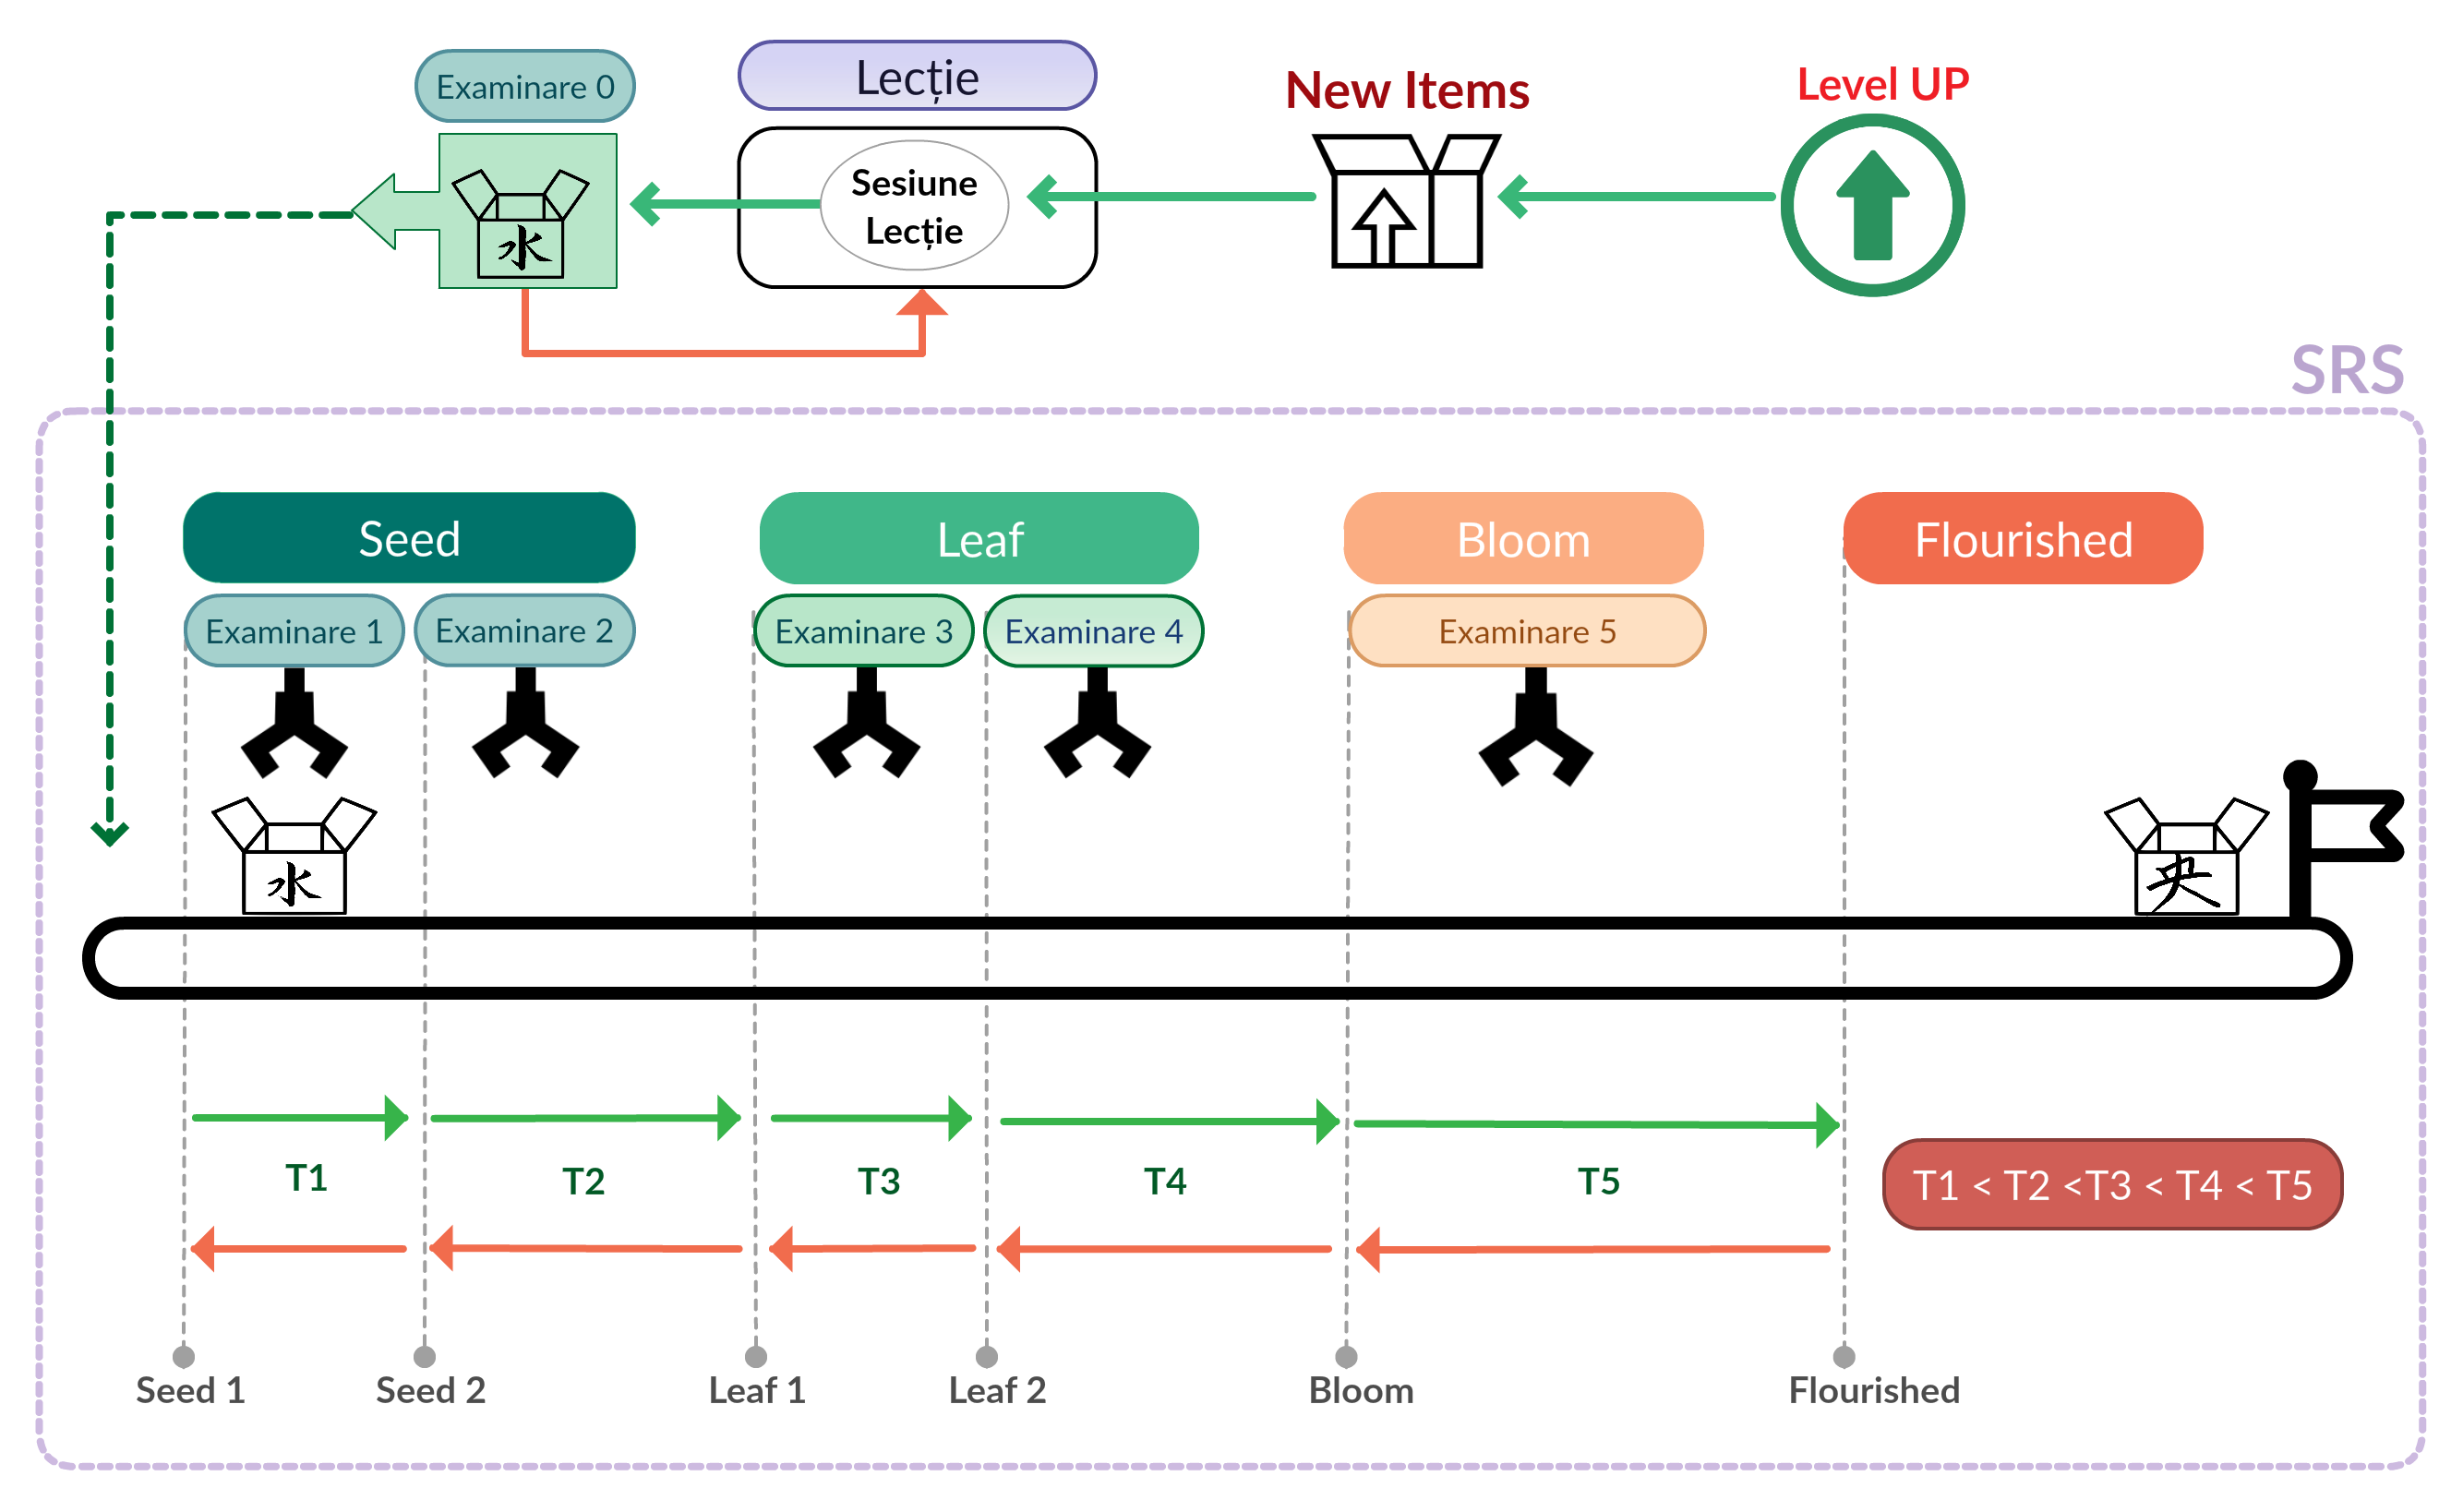 Examinare 0
Lecție
New Items
Level UP
Sesiune
Lecție
水
SRS
Seed
Leaf
Bloom
Flourished
Examinare 1
Examinare 2
Examinare 3
Examinare 4
Examinare 5
水
央
T1
T2
T3
T4
T5
T1 < T2 <T3 < T4 < T5
Seed 1
Seed 2
Leaf 1
Leaf 2
Bloom
Flourished